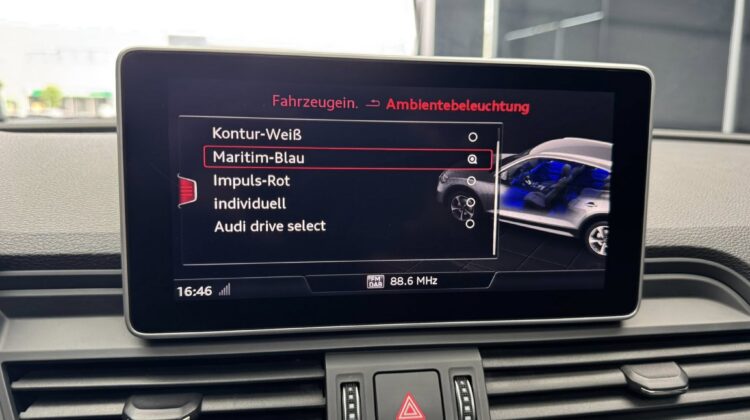 Fahrzeugein. Ambientebeleuchtung
Kontur-Weiß
Maritim-Blau
Impuls-Rot
individuell
Audi drive select
16:46 FM DAB 88.6 MHz